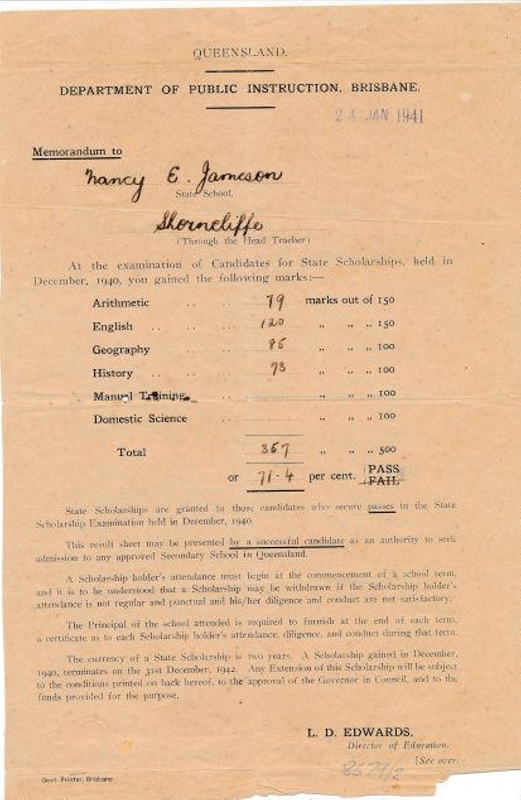 QUEENSLAND.
DEPARTMENT OF PUBLIC INSTRUCTION, BRISBANE.
24 JAN 1941
Memorandum to
Nancy E. Jameson
State School,
Shorncliffe
(Through the Head Teacher)
At the examination of Candidates for State Scholarships, held in
December, 1940, you gained the following marks:—
Arithmetic .. .. 79 marks out of 150
English .. .. .. 120 „ „ „ 150
Geography .. .. 85 „ „ „ 100
History .. .. .. 73 „ „ „ 100
Manual Training .. „ „ „ 100
Domestic Science .. „ „ „ 100
Total 357 „ „ „ 500
or 71·4 per cent. PASS
FAIL
State Scholarships are granted to those candidates who secure passes in the State
Scholarship Examination held in December, 1940.
This result sheet may be presented by a successful candidate as an authority to seek
admission to any approved Secondary School in Queensland.
A Scholarship holder's attendance must begin at the commencement of a school term,
and it is to be understood that a Scholarship may be withdrawn if the Scholarship holder's
attendance is not regular and punctual and his/her diligence and conduct are not satisfactory.
The Principal of the school attended is required to furnish at the end of each term,
a certificate as to each Scholarship holder's attendance, diligence, and conduct during that term.
The currency of a State Scholarship is two years. A Scholarship gained in December,
1940, terminates on the 31st December, 1942. Any Extension of this Scholarship will be subject
to the conditions printed on back hereof, to the approval of the Governor in Council, and to the
funds provided for the purpose.
L. D. EDWARDS,
Director of Education.
[See over.
Govt. Printer, Brisbane